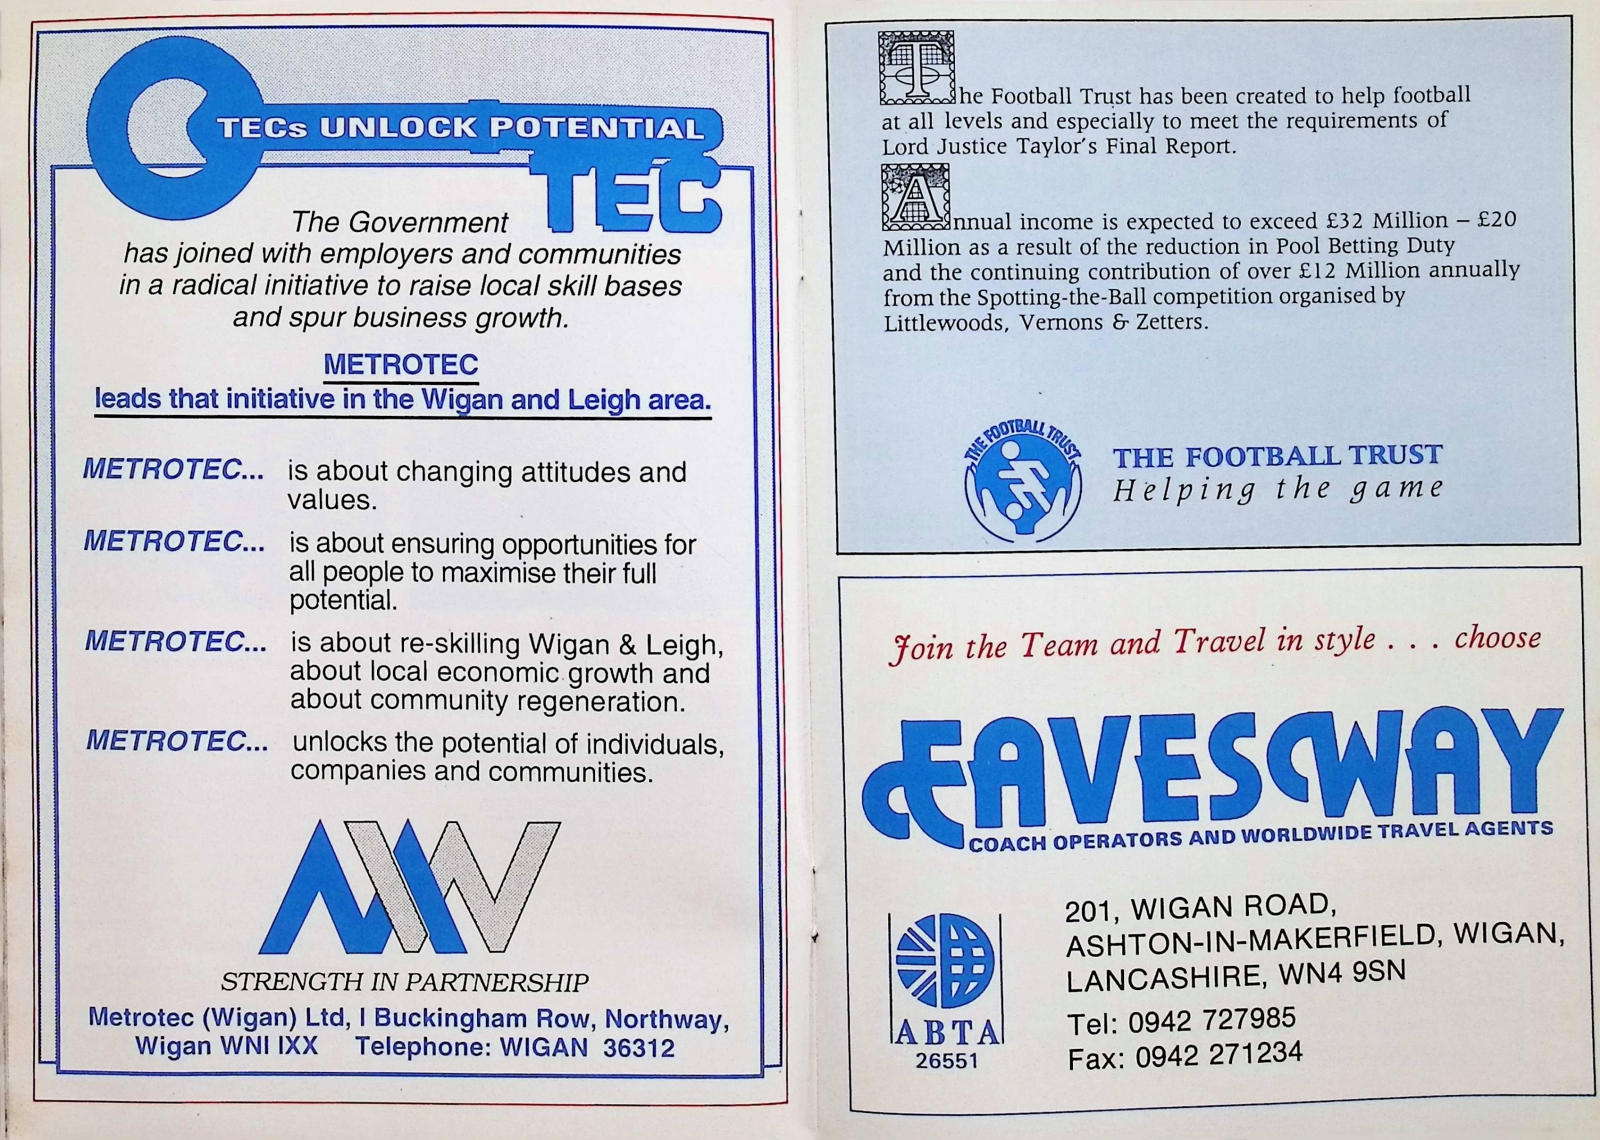 TECs UNLOCK POTENTIAL
TEC
The Government
has joined with employers and communities
in a radical initiative to raise local skill bases
and spur business growth.
METROTEC
leads that initiative in the Wigan and Leigh area.
METROTEC... is about changing attitudes and
values.
METROTEC... is about ensuring opportunities for
all people to maximise their full
potential.
METROTEC... is about re-skilling Wigan & Leigh,
about local economic growth and
about community regeneration.
METROTEC... unlocks the potential of individuals,
companies and communities.
STRENGTH IN PARTNERSHIP
Metrotec (Wigan) Ltd, I Buckingham Row, Northway,
Wigan WNI IXX Telephone: WIGAN 36312
The Football Trust has been created to help football
at all levels and especially to meet the requirements of
Lord Justice Taylor's Final Report.
Annual income is expected to exceed £32 Million – £20
Million as a result of the reduction in Pool Betting Duty
and the continuing contribution of over £12 Million annually
from the Spotting-the-Ball competition organised by
Littlewoods, Vernons & Zetters.
THE FOOTBALL TRUST
THE FOOTBALL TRUST
Helping the game
Join the Team and Travel in style . . . choose
EAVESWAY
COACH OPERATORS AND WORLDWIDE TRAVEL AGENTS
ABTA
26551
201, WIGAN ROAD,
ASHTON-IN-MAKERFIELD, WIGAN,
LANCASHIRE, WN4 9SN
Tel: 0942 727985
Fax: 0942 271234